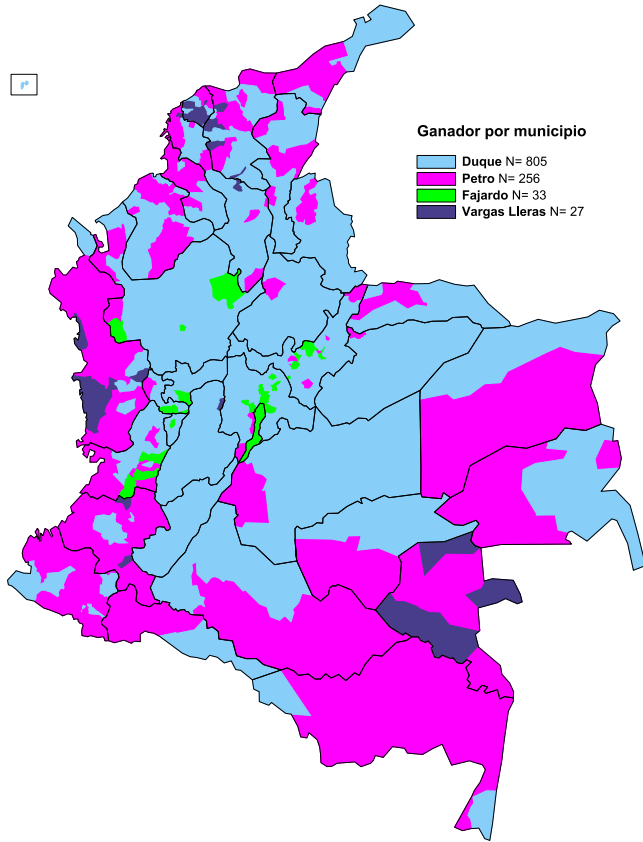 Ganador por municipio
Duque N= 805
Petro N= 256
Fajardo N= 33
Vargas Lleras N= 27